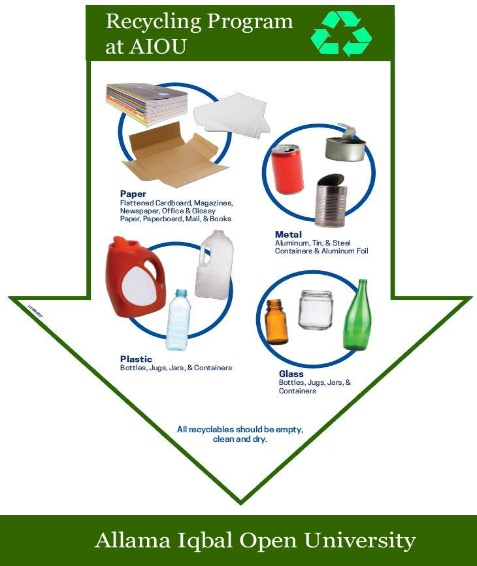 Recycling Program
at AIOU
Paper
Flattened Cardboard, Magazines,
Newspaper, Office & Glossy
Paper, Paperboard, Mail, & Books
Metal
Aluminum, Tin, & Steel
Containers & Aluminum Foil
Plastic
Bottles, Jugs, Jars, & Containers
Glass
Bottles, Jugs, Jars, &
Containers
All recyclables should be empty,
clean and dry.
Allama Iqbal Open University